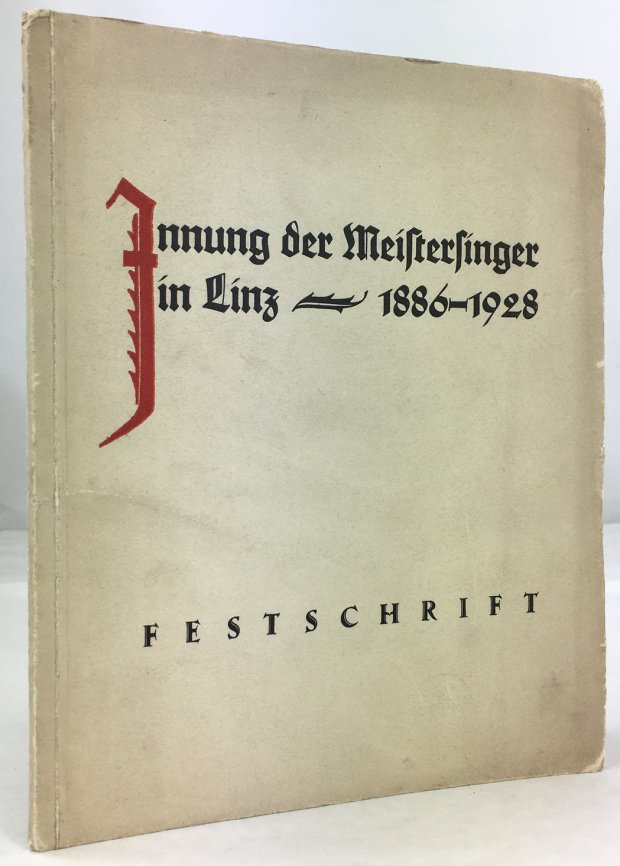 Innung der Meiſterſinger
in Linz 1886–1928
FESTSCHRIFT